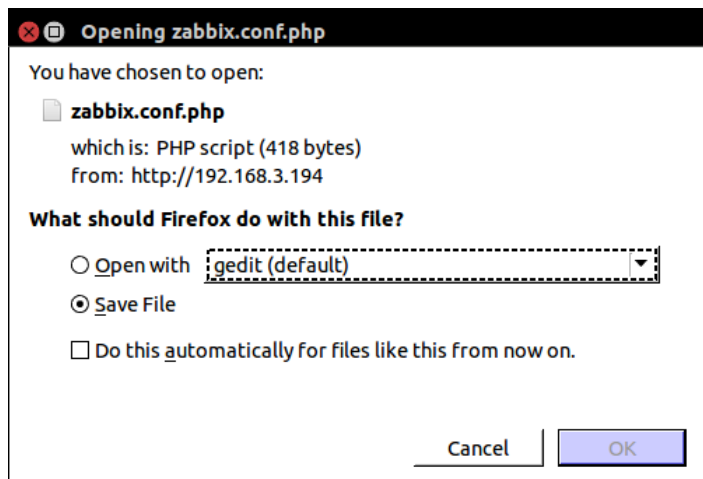 Opening zabbix.conf.php
You have chosen to open:
zabbix.conf.php
which is: PHP script (418 bytes)
from: http://192.168.3.194
What should Firefox do with this file?
Open with gedit (default)
Save File
Do this automatically for files like this from now on.
Cancel OK